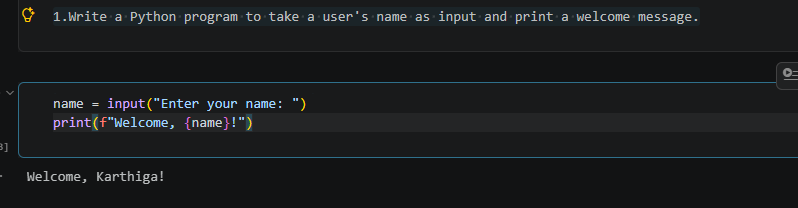 1.Write a Python program to take a user's name as input and print a welcome message.
name = input("Enter your name: ")
print(f"Welcome, {name}!")
]
Welcome, Karthiga!